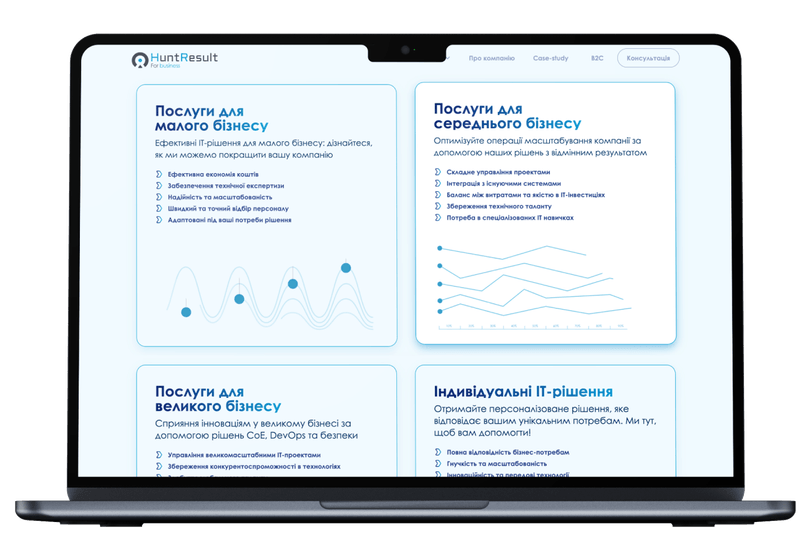 HuntResult
For business
Про компанію
Case-study
B2C
Консультація
Послуги для
малого бізнесу
Ефективні ІТ-рішення для малого бізнесу: дізнайтеся,
як ми можемо покращити вашу компанію
Ефективна економія коштів
Забезпечення технічної експертизи
Надійність та масштабованість
Швидкий та точний відбір персоналу
Адаптовані під ваші потреби рішення
Послуги для
середнього бізнесу
Оптимізуйте операції масштабування компанії за
допомогою наших рішень з відмінним результатом
Складне управління проектами
Інтеграція з існуючими системами
Баланс між витратами та якістю в ІТ-інвестиціях
Збереження технічного таланту
Потреба в спеціалізованих ІТ навичках
Послуги для
великого бізнесу
Сприяння інноваціям у великому бізнесі за
допомогою рішень CoE, DevOps та безпеки
Управління великомасштабними ІТ-проектами
Збереження конкурентоспроможності в технологіях
Індивідуальні ІТ-рішення
Отримайте персоналізоване рішення, яке
відповідає вашим унікальним потребам. Ми тут,
щоб вам допомогти!
Повна відповідність бізнес-потребам
Гнучкість та масштабованість
Інноваційність та передові технології